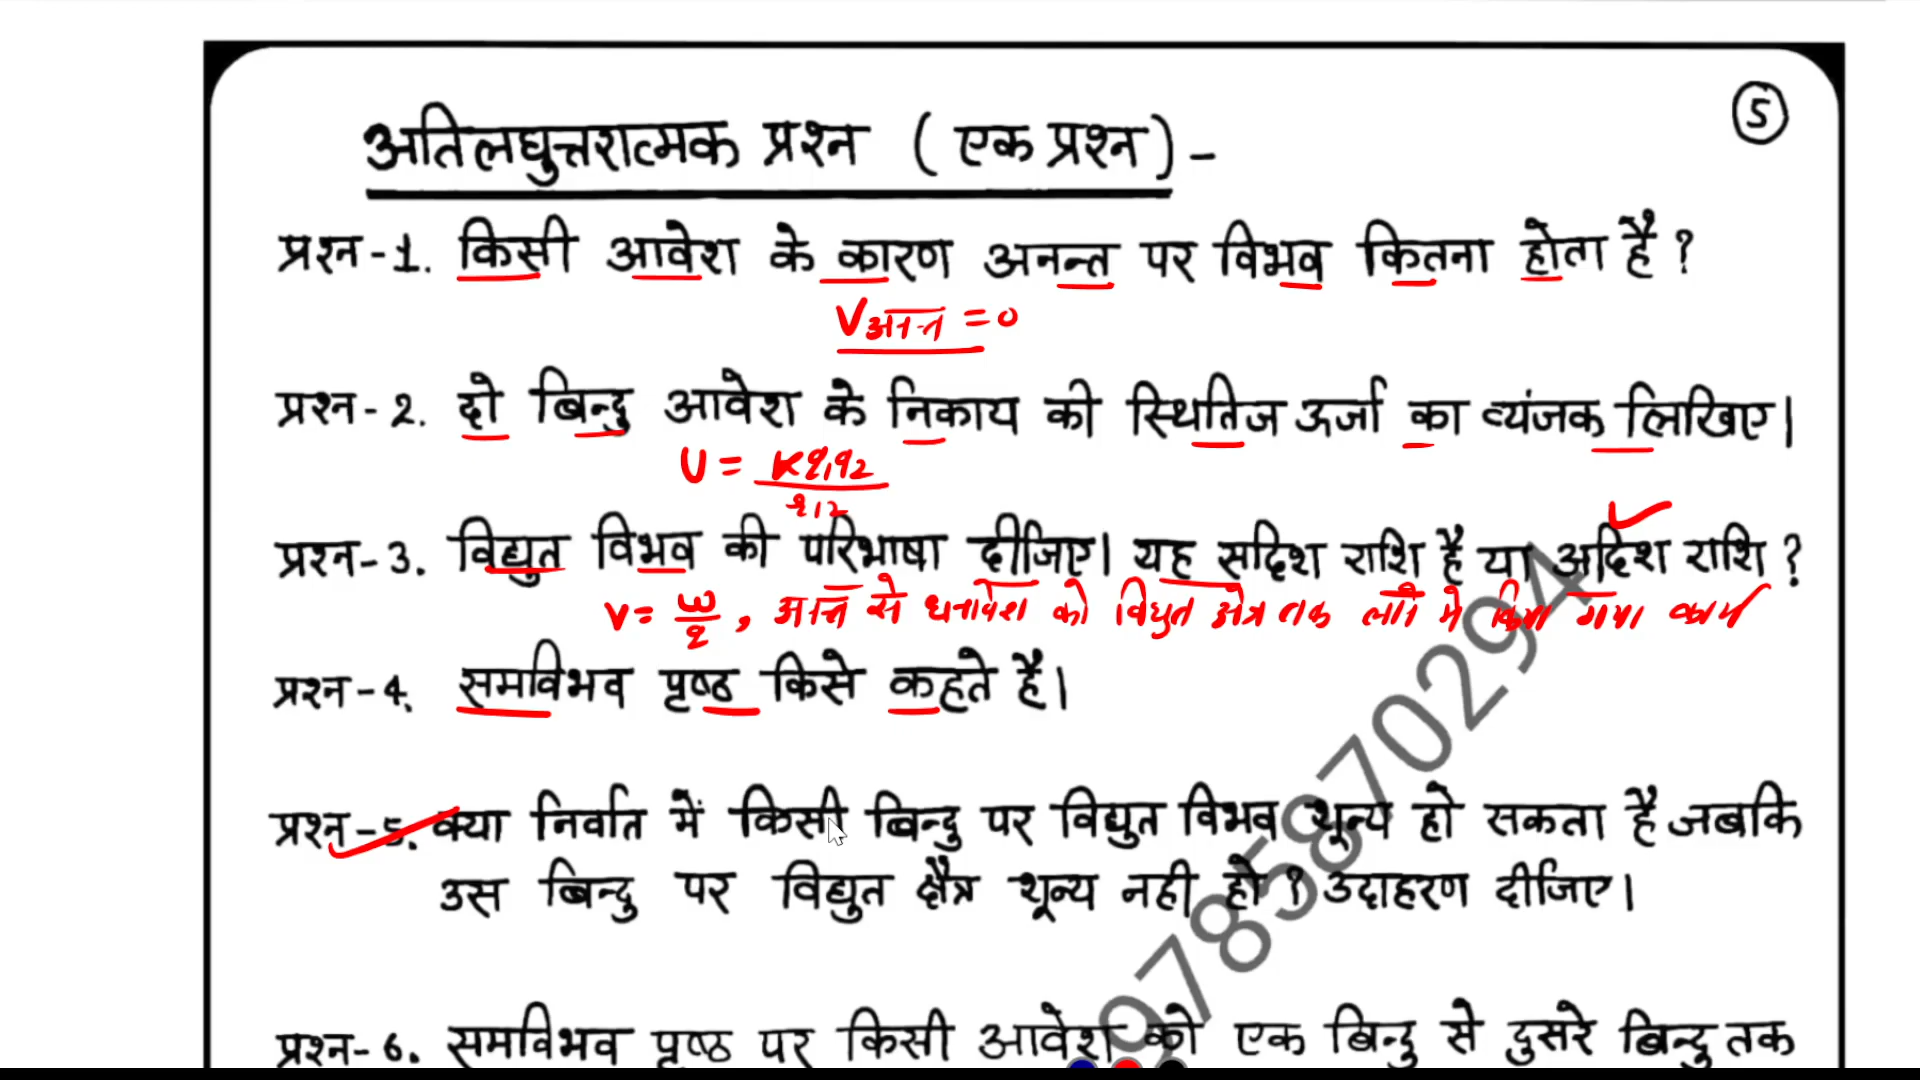 5
अतिलघुत्तरात्मक प्रश्न (एक प्रश्न) -
प्रश्न-1. किसी आवेश के कारण अनन्त पर विभव कितना होता है?
V अनन्त = 0
प्रश्न-2. दो बिन्दु आवेश के निकाय की स्थितिज ऊर्जा का व्यंजक लिखिए।
U = Kq1q2
r12
प्रश्न-3. विद्युत विभव की परिभाषा दीजिए। यह सदिश राशि है या अदिश राशि?
V = W/q, अनन्त से धनावेश को विद्युत क्षेत्र तक लाने मे किया गया कार्य
प्रश्न-4. समविभव पृष्ठ किसे कहते है।
प्रश्न-5. क्या निर्वात में किसी बिन्दु पर विद्युत विभव शून्य हो सकता है जबकि
उस बिन्दु पर विद्युत क्षैत्र शून्य नही हो? उदाहरण दीजिए।
प्रश्न-6. समविभव पृष्ठ पर किसी आवेश को एक बिन्दु से दुसरे बिन्दु तक
9785870294